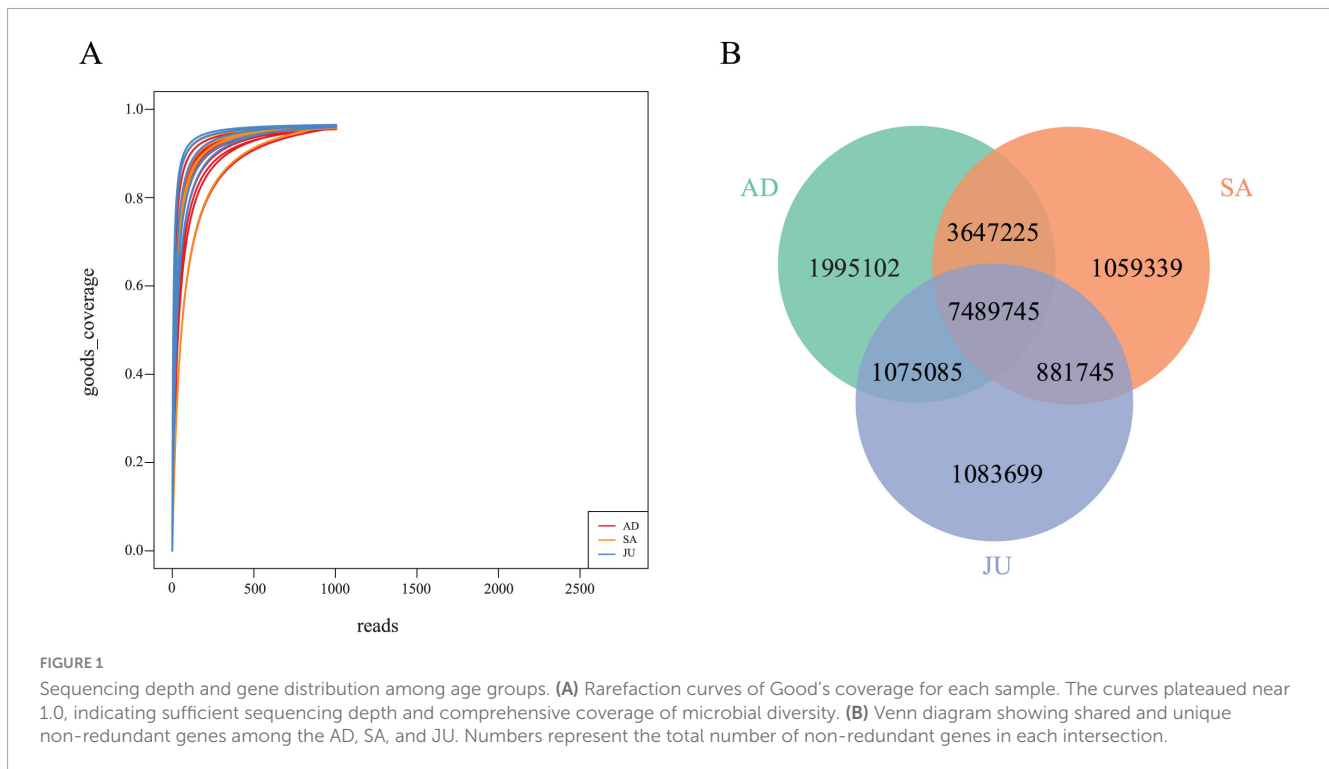 A
goods_coverage
1.0
0.8
0.6
0.4
0.2
0.0
0
500
1000
1500
2000
2500
reads
AD
SA
JU
B
AD
SA
3647225
1995102
1059339
7489745
1075085
881745
1083699
JU
FIGURE 1
Sequencing depth and gene distribution among age groups. (A) Rarefaction curves of Good's coverage for each sample. The curves plateaued near
1.0, indicating sufficient sequencing depth and comprehensive coverage of microbial diversity. (B) Venn diagram showing shared and unique
non-redundant genes among the AD, SA, and JU. Numbers represent the total number of non-redundant genes in each intersection.